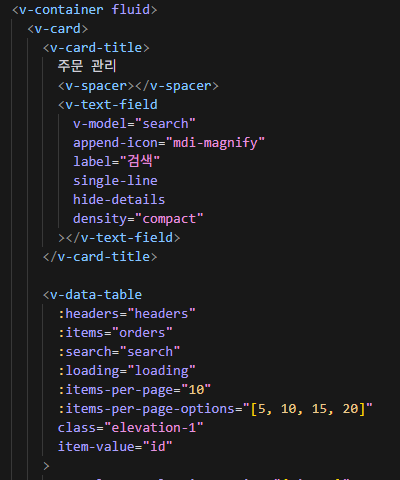 <v-container fluid>
<v-card>
<v-card-title>
주문 관리
<v-spacer></v-spacer>
<v-text-field
v-model="search"
append-icon="mdi-magnify"
label="검색"
single-line
hide-details
density="compact"
></v-text-field>
</v-card-title>
<v-data-table
:headers="headers"
:items="orders"
:search="search"
:loading="loading"
:items-per-page="10"
:items-per-page-options="[5, 10, 15, 20]"
class="elevation-1"
item-value="id"
>